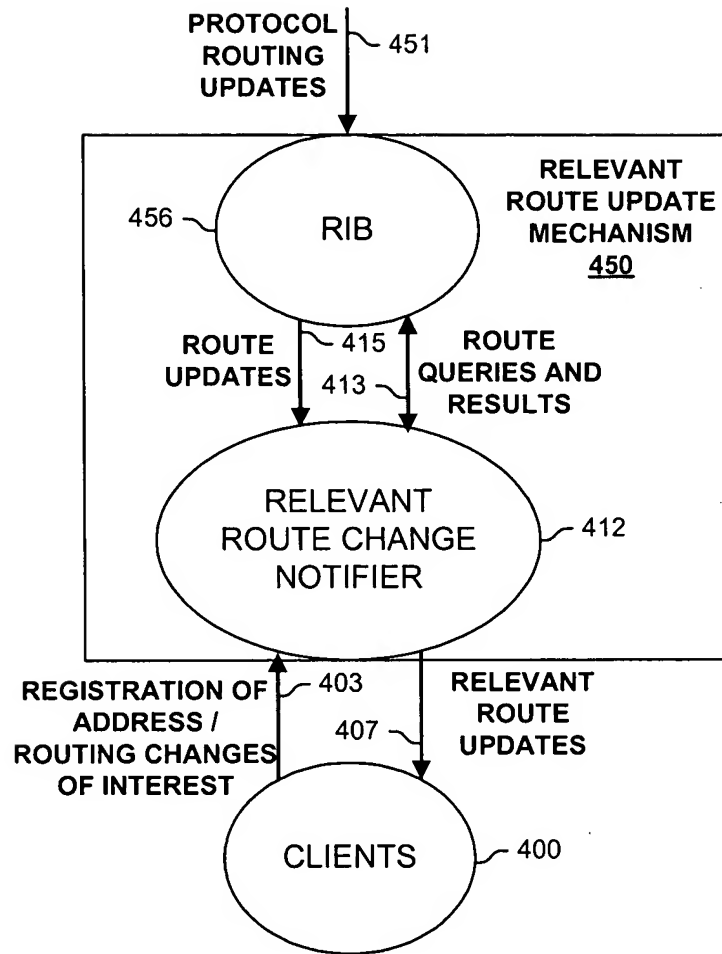 PROTOCOL
ROUTING
UPDATES
451
RELEVANT
ROUTE UPDATE
MECHANISM
450
456
RIB
ROUTE
UPDATES
415
413
ROUTE
QUERIES AND
RESULTS
RELEVANT
ROUTE CHANGE
NOTIFIER
412
REGISTRATION OF
ADDRESS /
ROUTING CHANGES
OF INTEREST
403
407
RELEVANT
ROUTE
UPDATES
CLIENTS
400